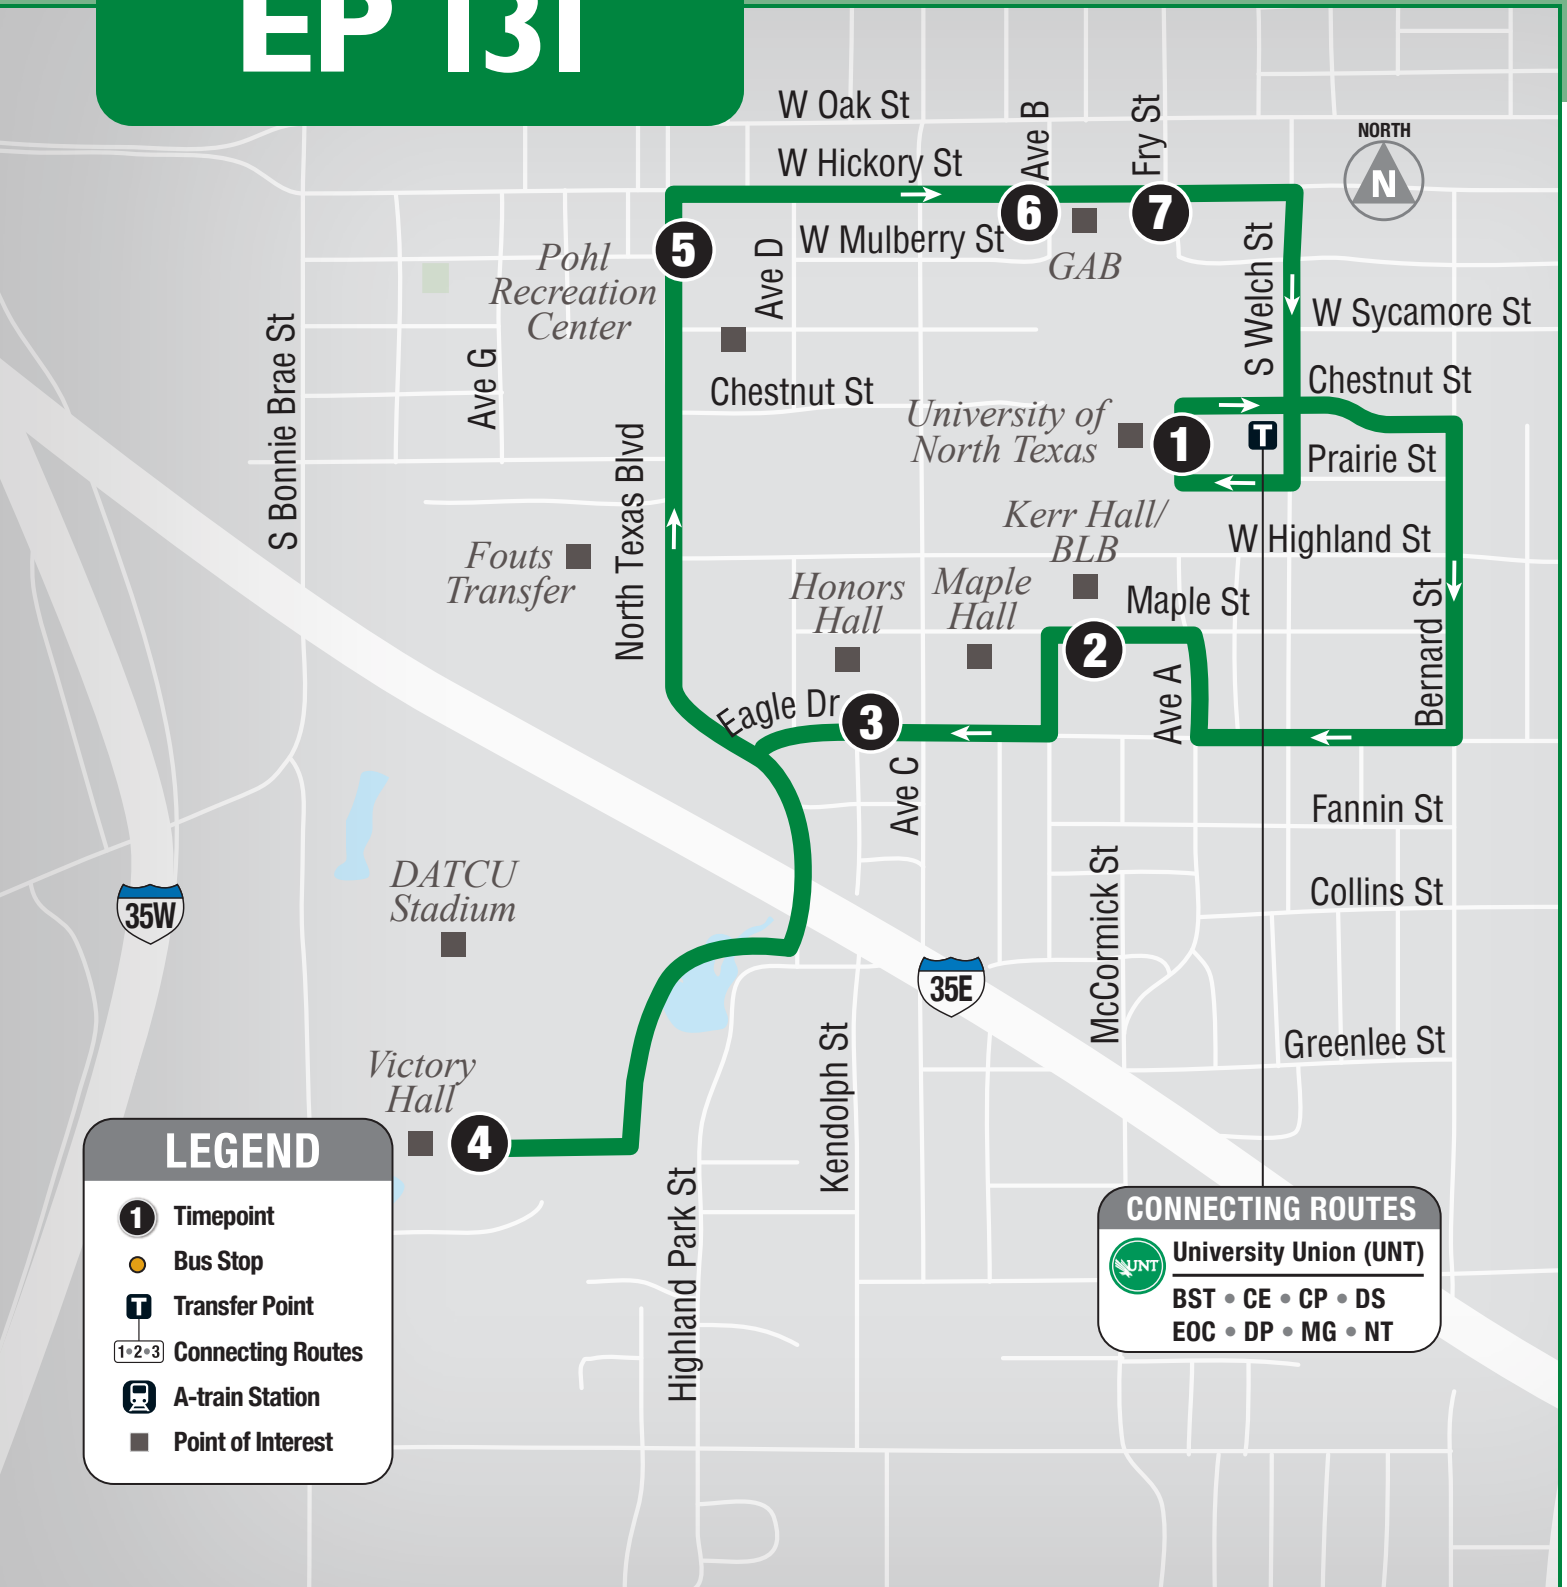 EP 131
W Oak St
Ave B
Fry St
NORTH
N
W Hickory St
6
7
5
W Mulberry St
Ave D
GAB
Pohl
Recreation
Center
S Welch St
W Sycamore St
S Bonnie Brae St
Ave G
Chestnut St
Chestnut St
University of
North Texas
1
T
Prairie St
North Texas Blvd
Kerr Hall/
BLB
W Highland St
Fouts
Transfer
Honors
Hall
Maple
Hall
Maple St
Bernard St
2
Ave A
Eagle Dr
3
Ave C
Fannin St
DATCU
Stadium
McCormick St
Collins St
35W
35E
Kendolph St
Greenlee St
Victory
Hall
4
Highland Park St
LEGEND
1 Timepoint
Bus Stop
T Transfer Point
1•2•3 Connecting Routes
A-train Station
Point of Interest
CONNECTING ROUTES
UNT
University Union (UNT)
BST • CE • CP • DS
EOC • DP • MG • NT